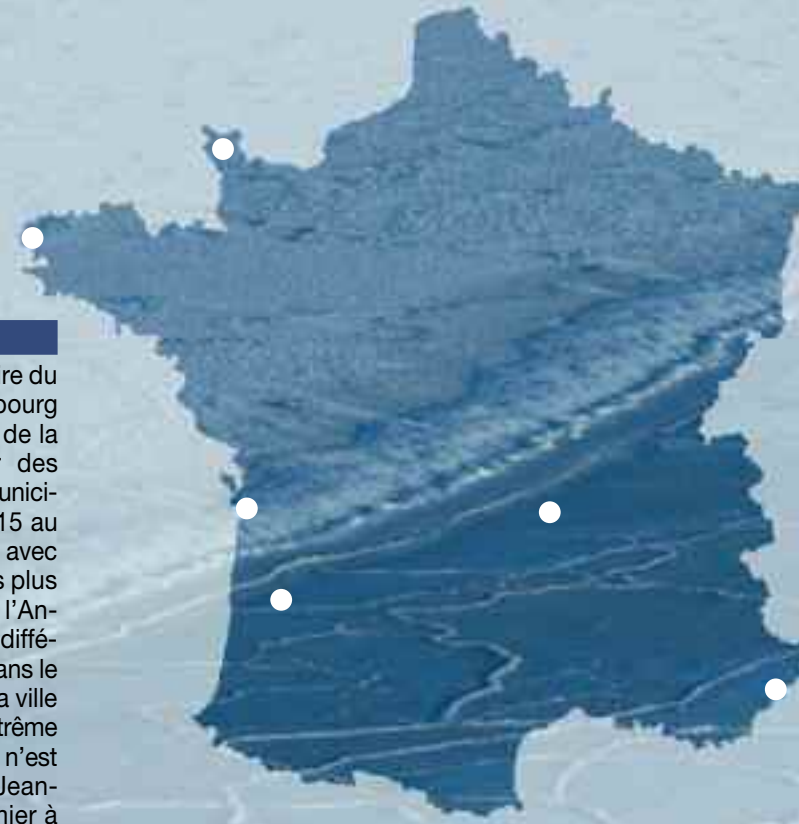 re du
bourg
de la
des
unici-
15 au
avec
s plus
l'An-
diffé-
ans le
a ville
trême
n'est
Jean-
nier à